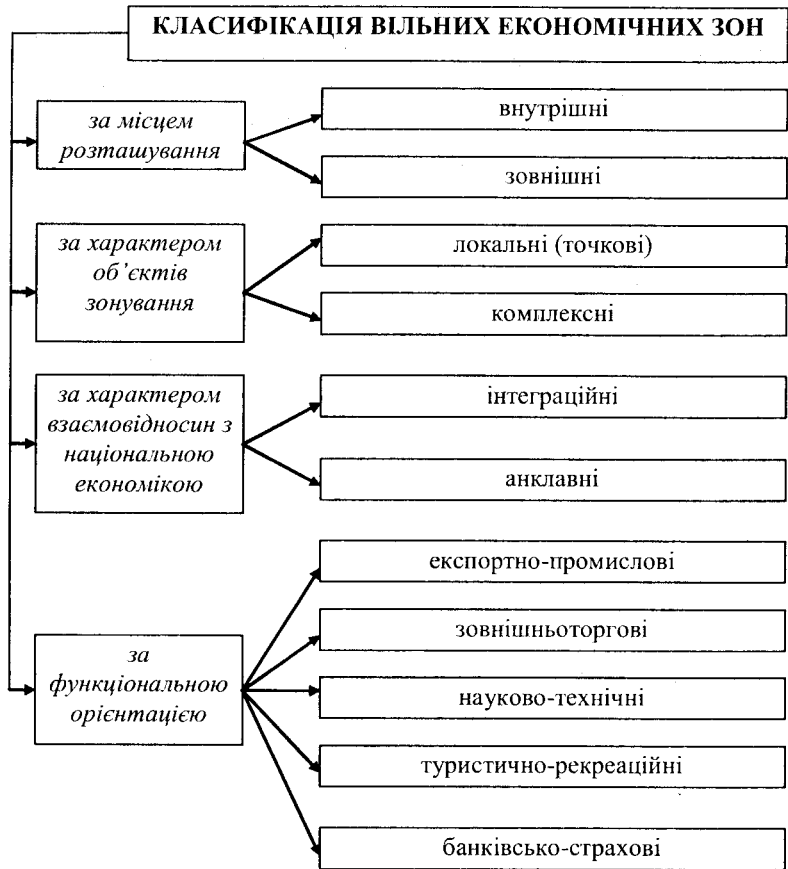 КЛАСИФІКАЦІЯ ВІЛЬНИХ ЕКОНОМІЧНИХ ЗОН
за місцем
розташування
внутрішні
зовнішні
за характером
об’єктів
зонування
локальні (точкові)
комплексні
за характером
взаємовідносин з
національною
економікою
інтеграційні
анклавні
за
функціональною
орієнтацією
експортно-промислові
зовнішньоторгові
науково-технічні
туристично-рекреаційні
банківсько-страхові